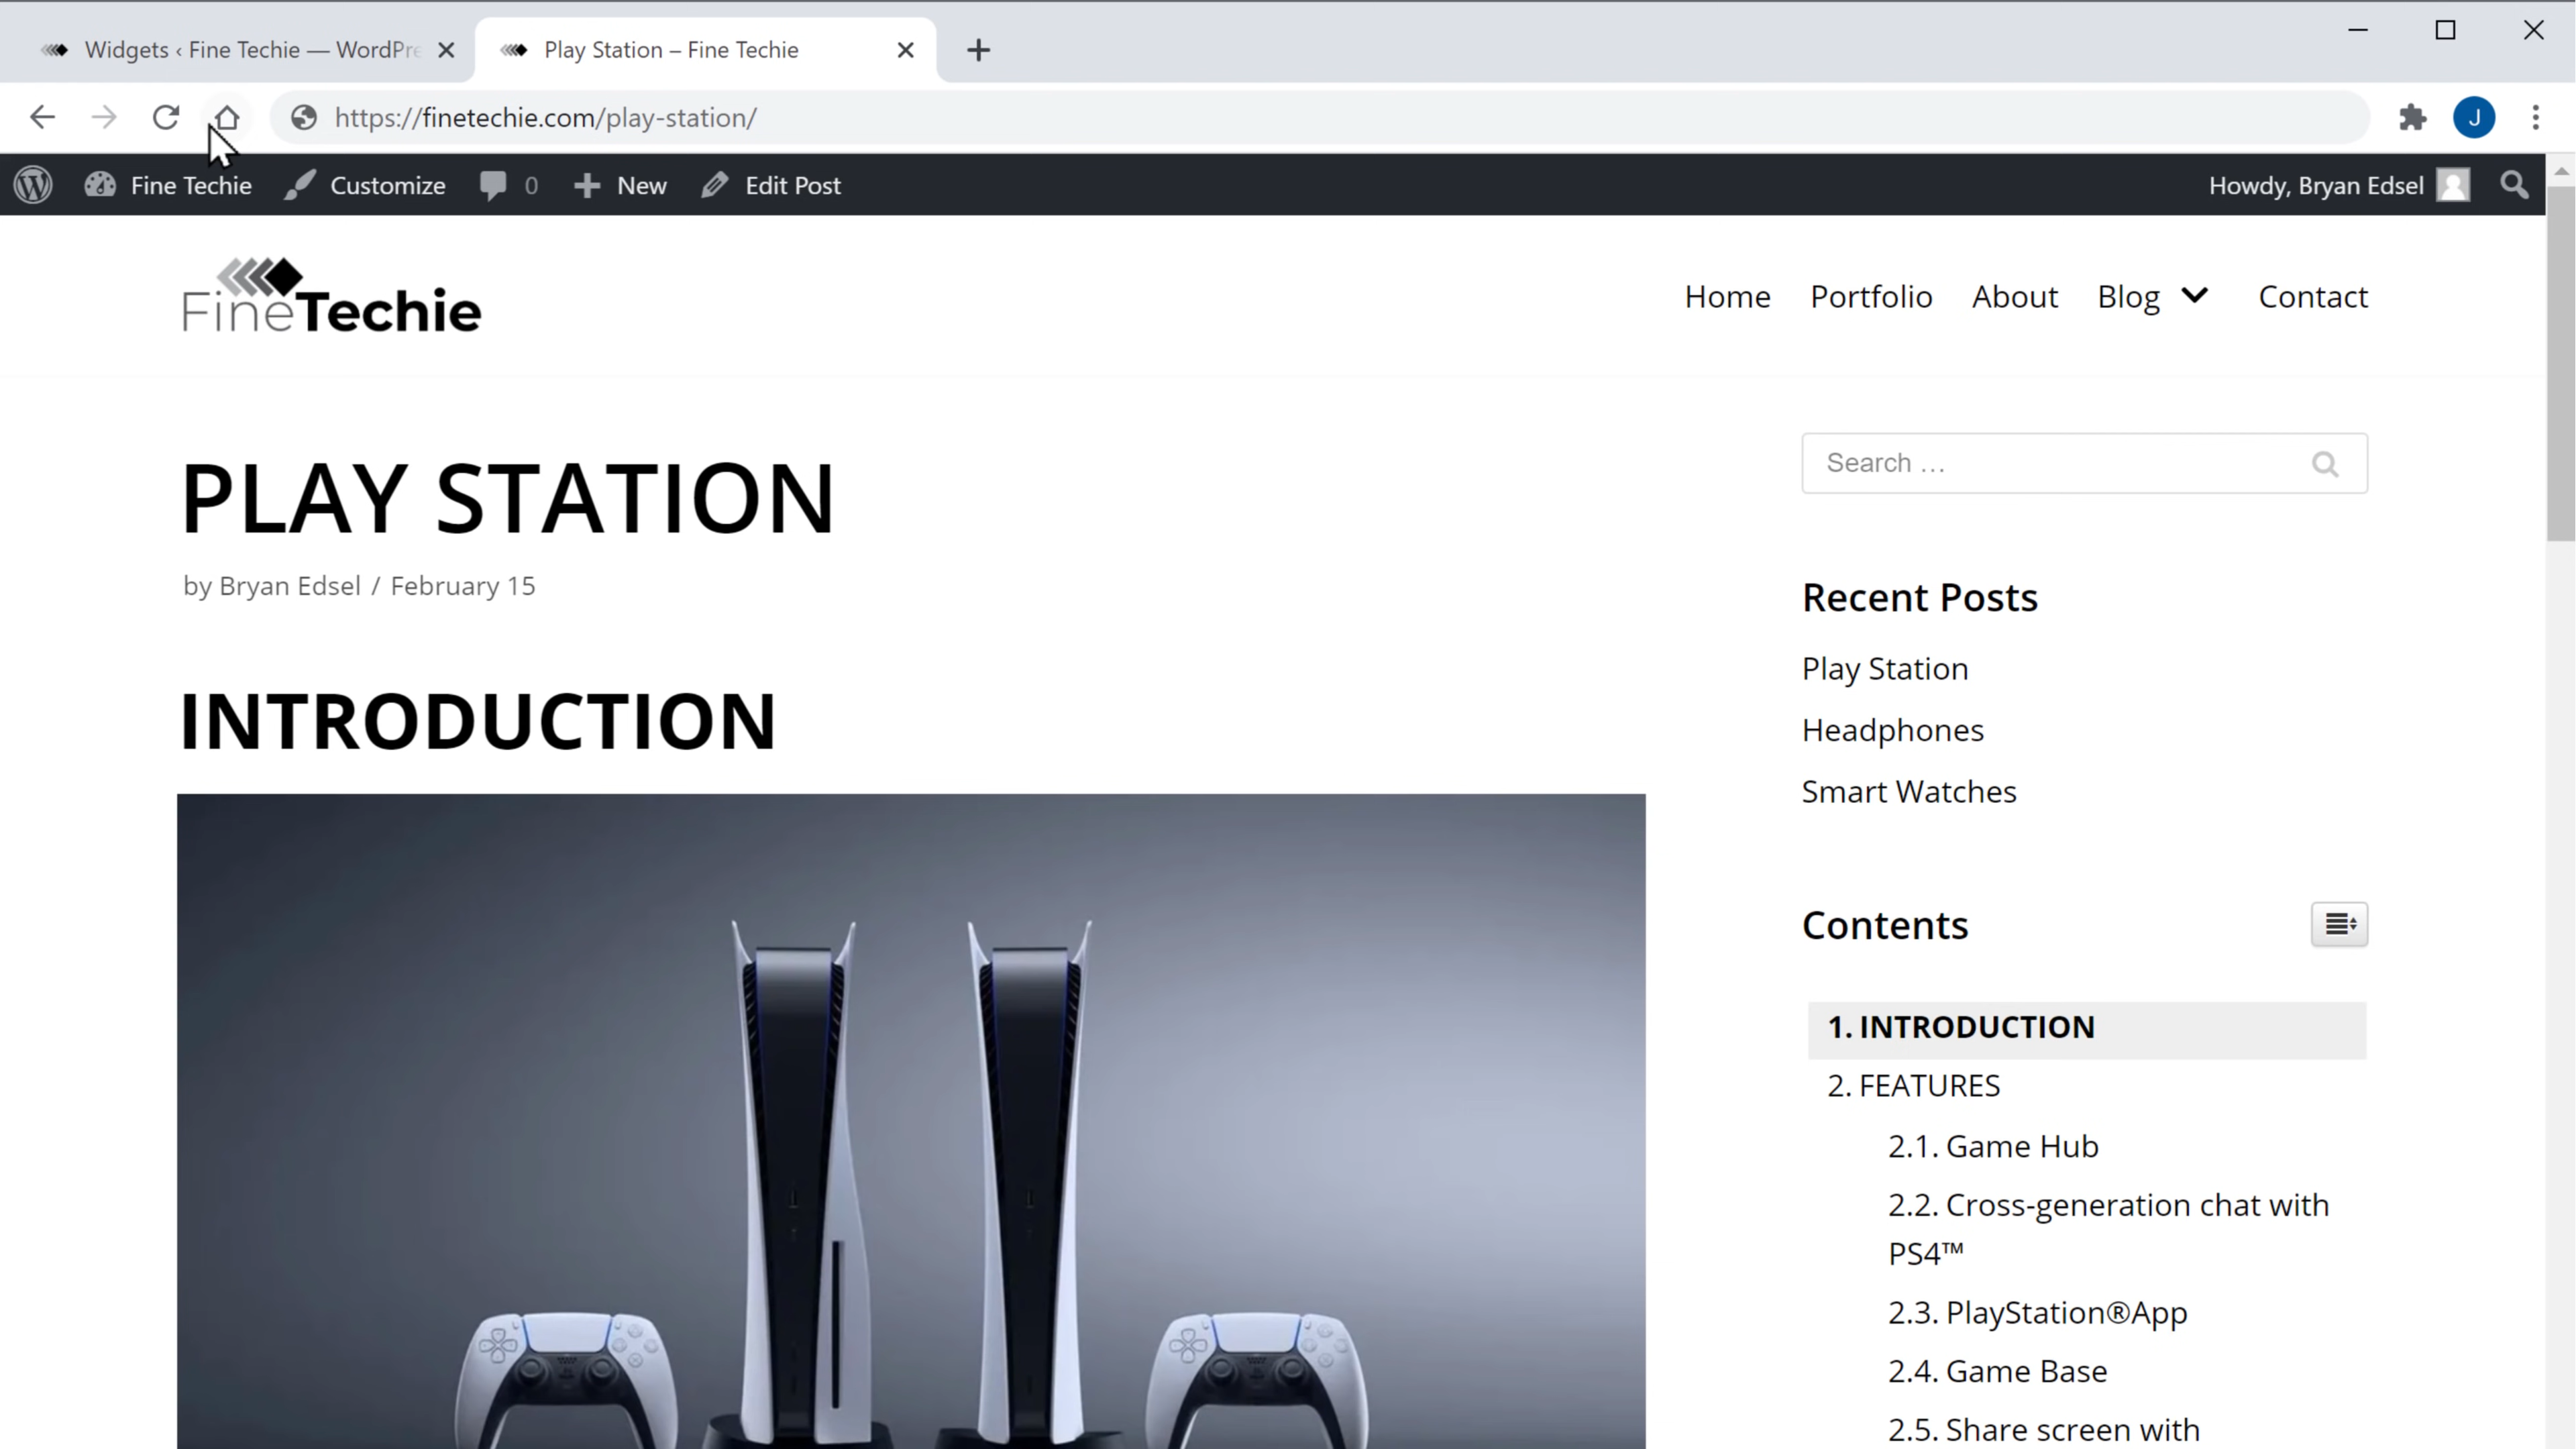 Widgets ‹ Fine Techie — WordPre
Play Station – Fine Techie
https://finetechie.com/play-station/
J
Fine Techie
Customize
0
New
Edit Post
Howdy, Bryan Edsel
FineTechie
Home
Portfolio
About
Blog
Contact
PLAY STATION
by Bryan Edsel / February 15
INTRODUCTION
Search …
Recent Posts
Play Station
Headphones
Smart Watches
Contents
1. INTRODUCTION
2. FEATURES
2.1. Game Hub
2.2. Cross-generation chat with
PS4™
2.3. PlayStation®App
2.4. Game Base
2.5. Share screen with